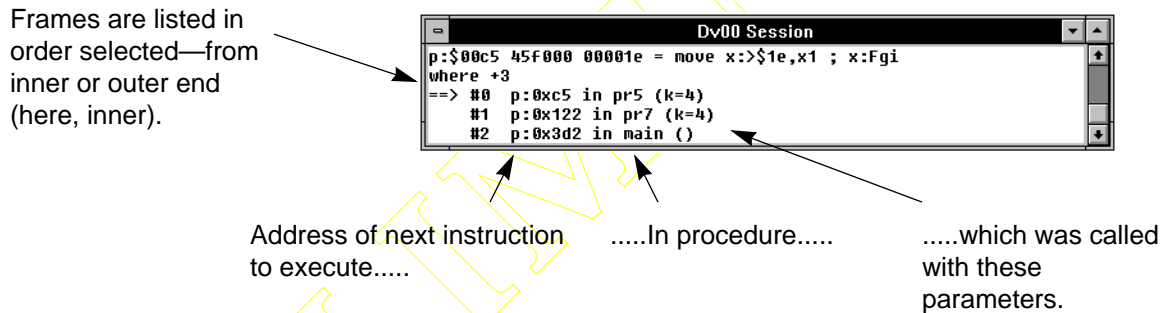 Frames are listed in
order selected—from
inner or outer end
(here, inner).
Dv00 Session
p:$00c5 45f000 00001e = move x:>$1e,x1 ; x:Fgi
where +3
==> #0 p:0xc5 in pr5 (k=4)
#1 p:0x122 in pr7 (k=4)
#2 p:0x3d2 in main ()
Address of next instruction
to execute.....
.....In procedure.....
.....which was called
with these
parameters.